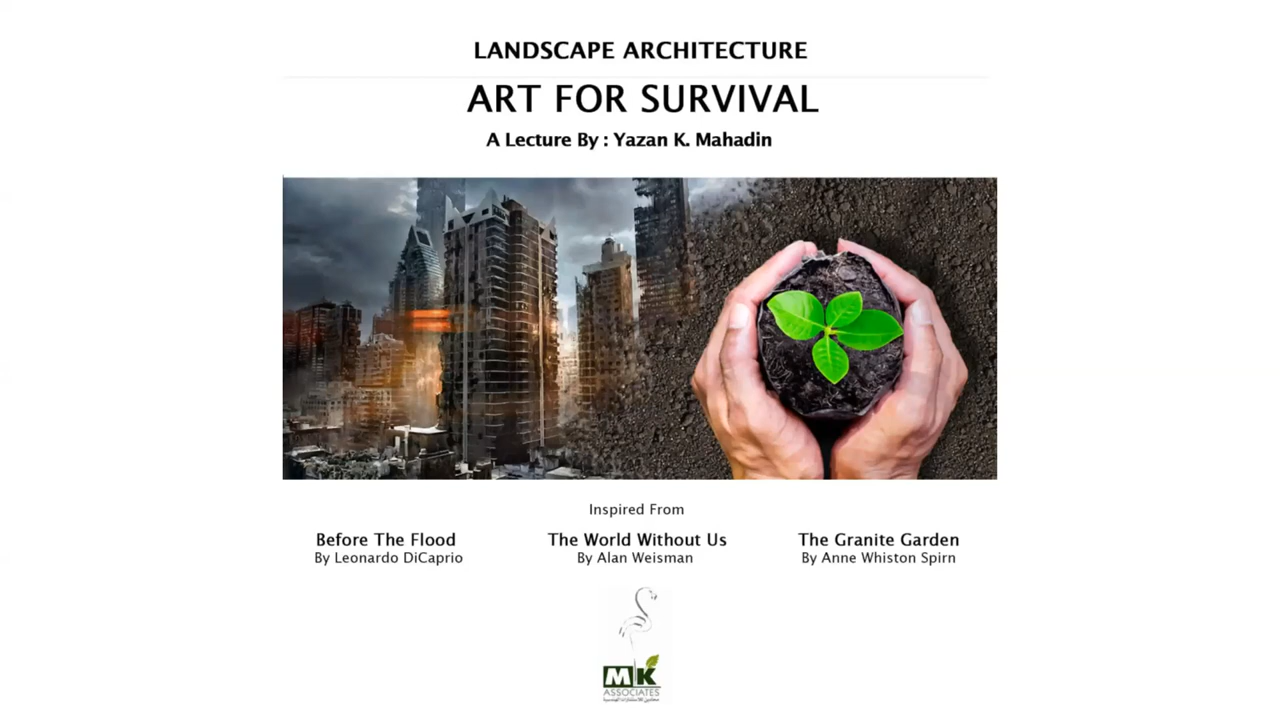 LANDSCAPE ARCHITECTURE
ART FOR SURVIVAL
A Lecture By : Yazan K. Mahadin
Inspired From
Before The Flood
By Leonardo DiCaprio
The World Without Us
By Alan Weisman
The Granite Garden
By Anne Whiston Spirn
MK
ASSOCIATES